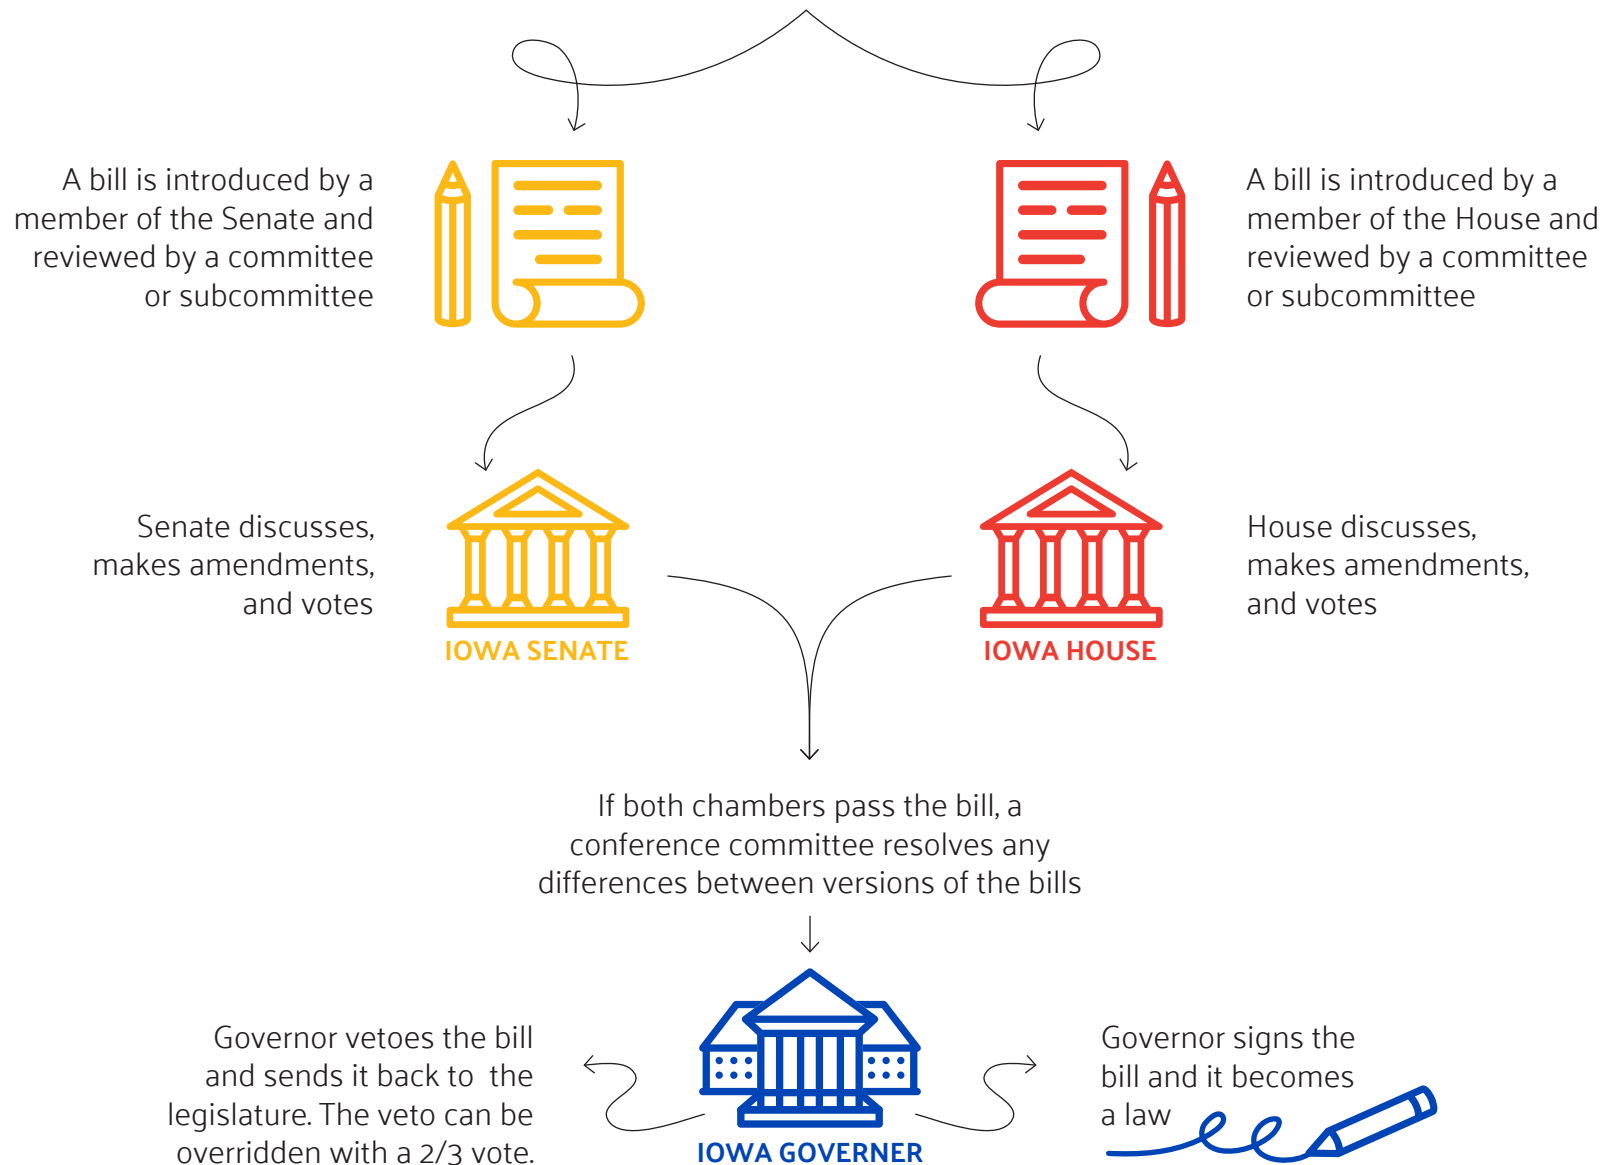 A bill is introduced by a
member of the Senate and
reviewed by a committee
or subcommittee
A bill is introduced by a
member of the House and
reviewed by a committee
or subcommittee
Senate discusses,
makes amendments,
and votes
IOWA SENATE
House discusses,
makes amendments,
and votes
IOWA HOUSE
If both chambers pass the bill, a
conference committee resolves any
differences between versions of the bills
Governor vetoes the bill
and sends it back to the
legislature. The veto can be
overridden with a 2/3 vote.
IOWA GOVERNER
Governor signs the
bill and it becomes
a law